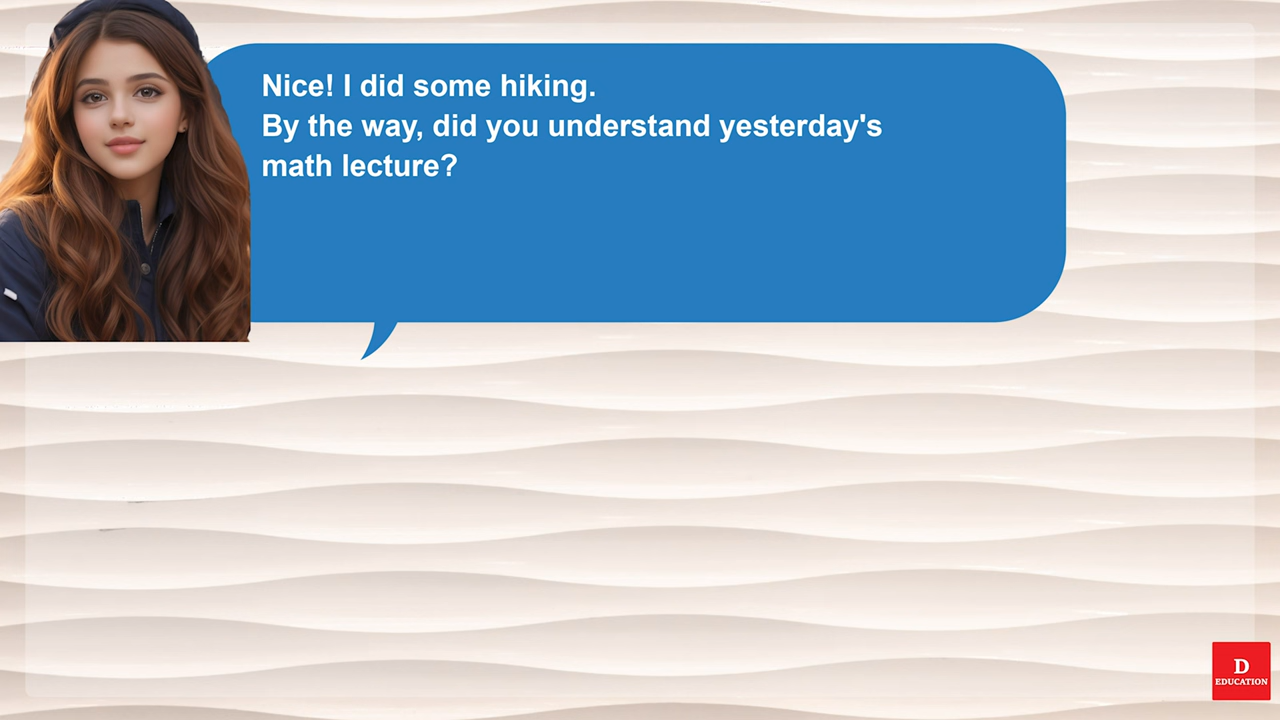 Nice! I did some hiking.
By the way, did you understand yesterday's
math lecture?
D
EDUCATION